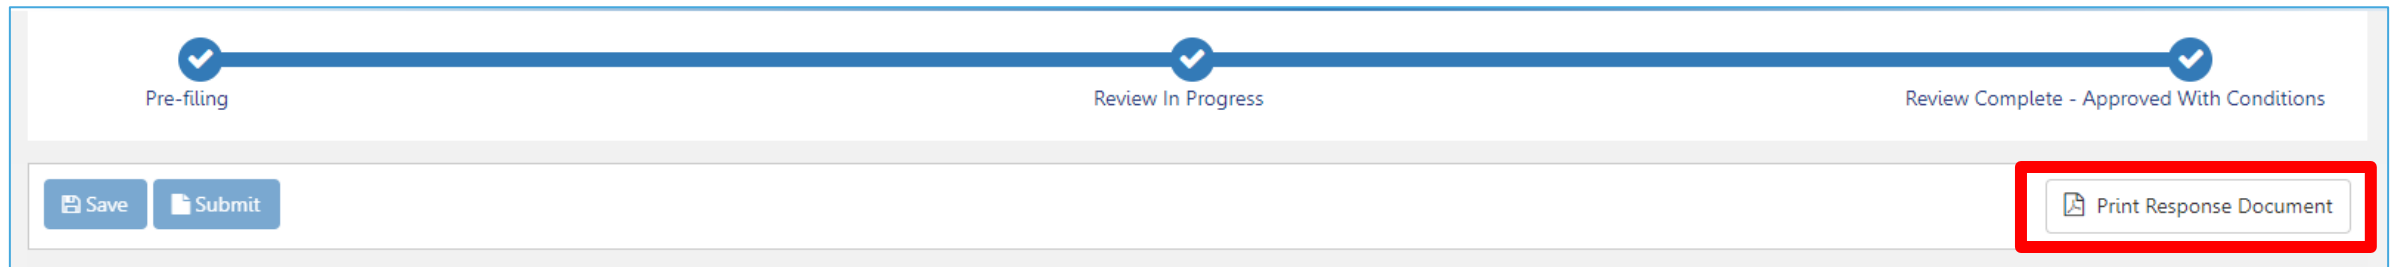 Pre-filing
Review In Progress
Review Complete - Approved With Conditions
Save
Submit
Print Response Document